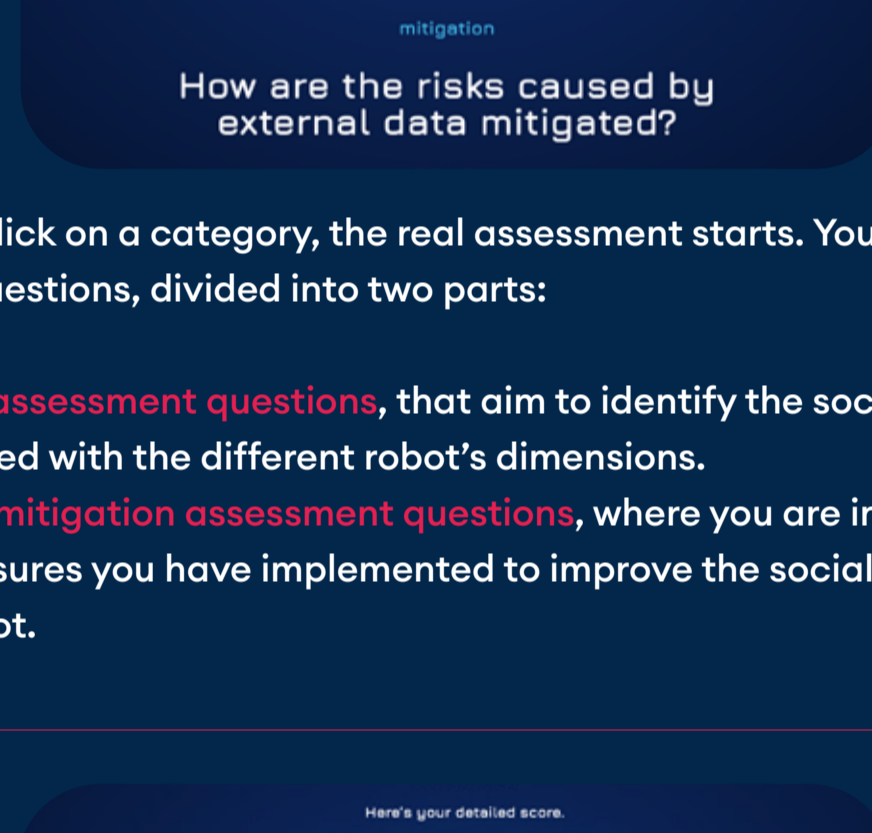 mitigation
How are the risks caused by
external data mitigated?
lick on a category, the real assessment starts. You
estions, divided into two parts:
assessment questions, that aim to identify the soc
ed with the different robot's dimensions.
mitigation assessment questions, where you are in
sures you have implemented to improve the social
ot.
Here's your detailed score.